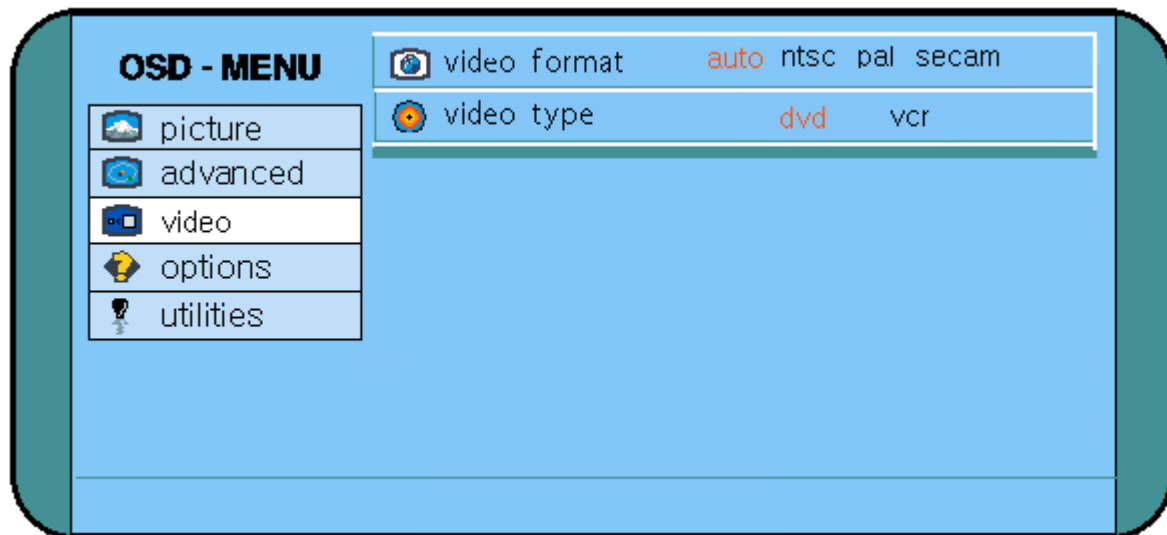 OSD - MENU
picture
advanced
video
options
utilities
video format auto ntsc pal secam
video type dvd vcr